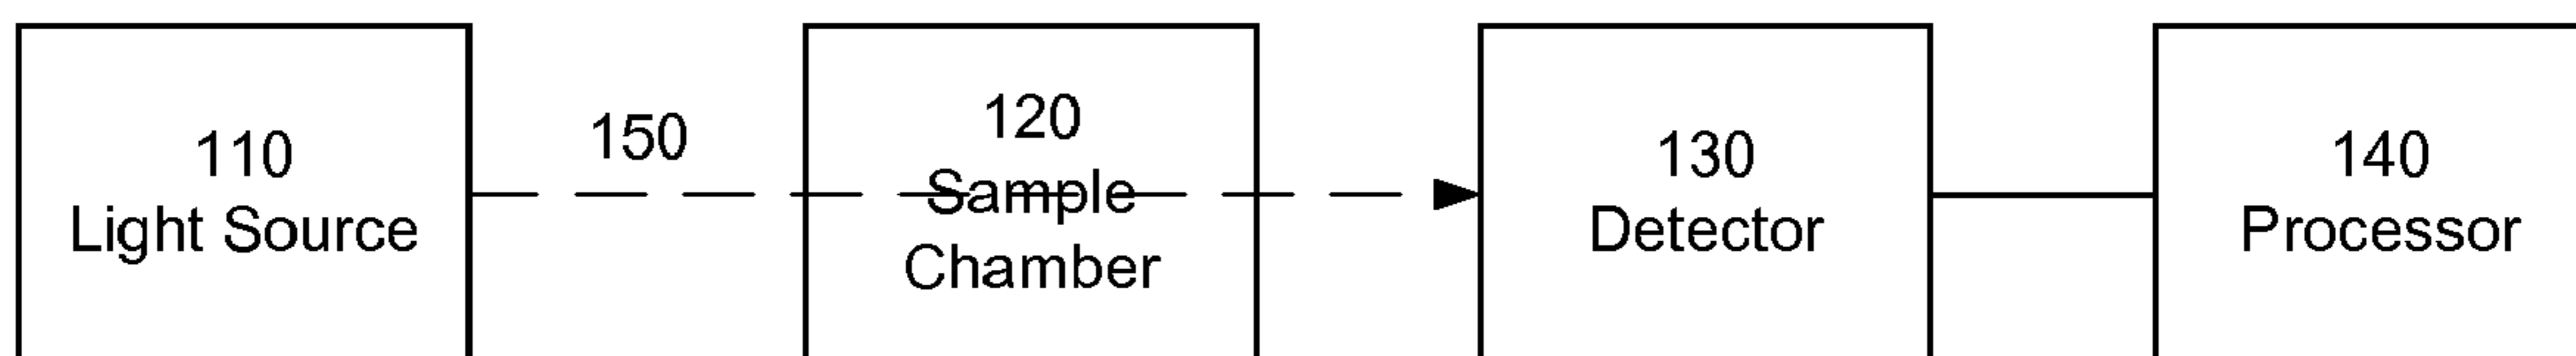 110
Light Source
150
120
Sample
Chamber
130
Detector
140
Processor